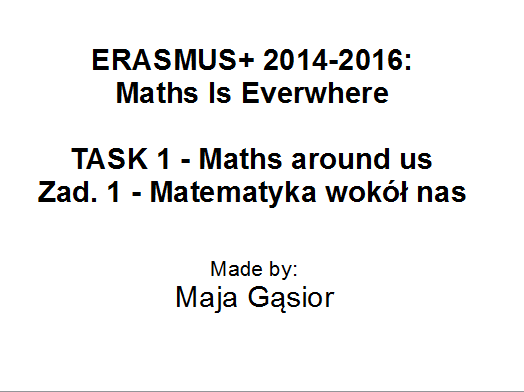 ERASMUS+ 2014-2016:
Maths Is Everwhere
TASK 1 - Maths around us
Zad. 1 - Matematyka wokół nas
Made by:
Maja Gąsior